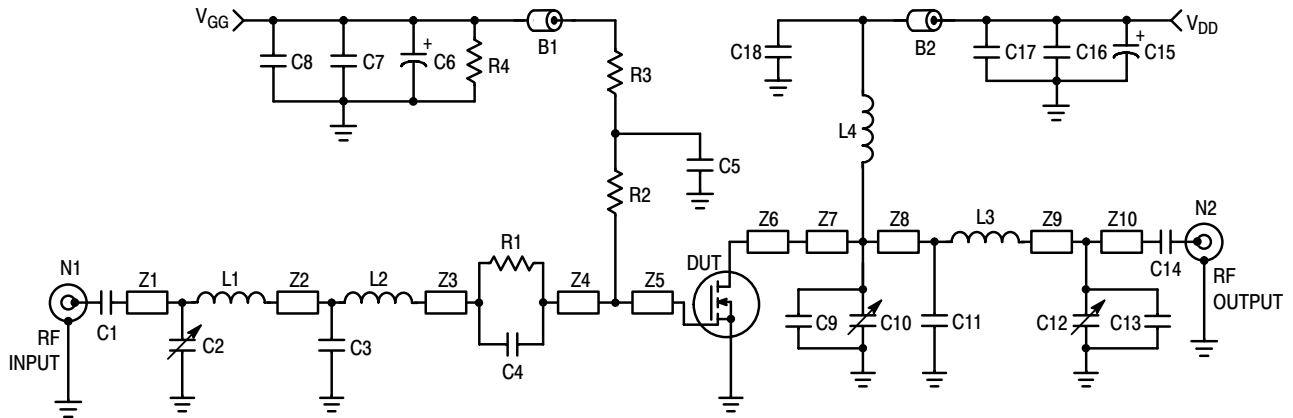 VGG
B1
C8
C7
+
C6
R4
R3
C5
R2
C18
B2
C17
C16
+
C15
VDD
L4
N1
RF
INPUT
C1
Z1
C2
L1
Z2
C3
L2
Z3
R1
C4
Z4
Z5
DUT
Z6
Z7
Z8
L3
Z9
Z10
C14
N2
RF
OUTPUT
C9
C10
C11
C12
C13